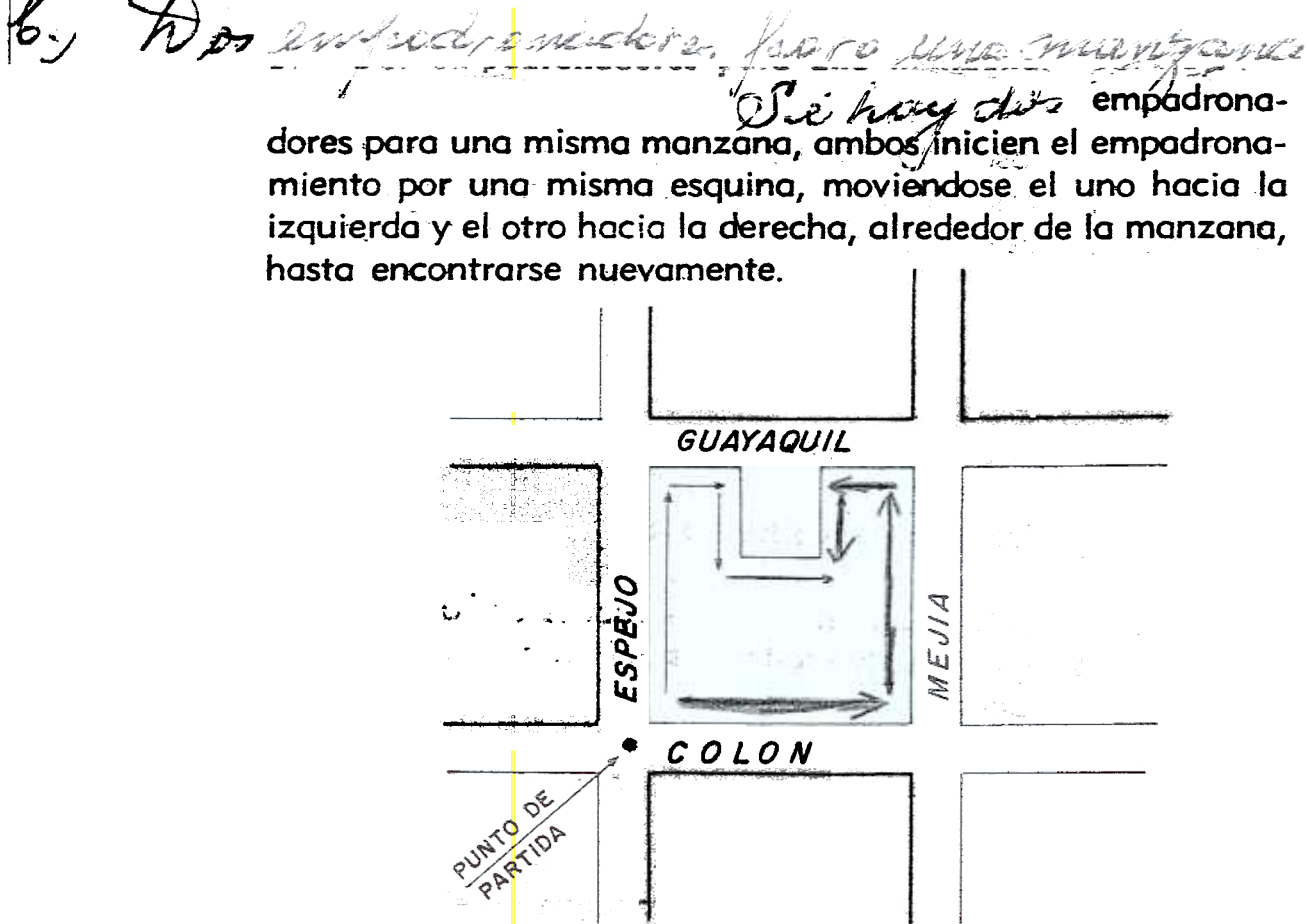 b.) Dos empadronadores para una manzana
Si hay dos empadrona-
dores para una misma manzana, ambos inicien el empadrona-
miento por una misma esquina, moviéndose el uno hacia la
izquierda y el otro hacia la derecha, alrededor de la manzana,
hasta encontrarse nuevamente.
GUAYAQUIL
ESPEJO
MEJIA
COLON
PUNTO DE
PARTIDA